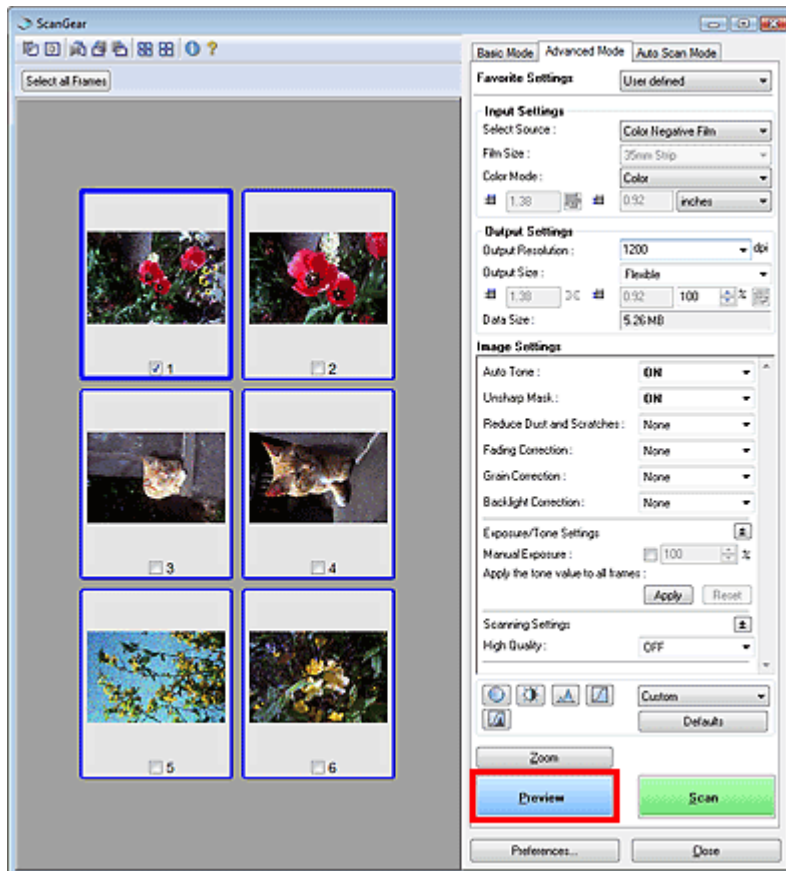 ScanGear
Select all Frames
1
2
3
4
5
6
Basic Mode Advanced Mode Auto Scan Mode
Favorite Settings User defined
Input Settings
Select Source : Color Negative Film
Film Size : 35mm Strip
Color Mode : Color
1.38 0.92 inches
Output Settings
Output Resolution : 1200 dpi
Output Size : Flexible
1.38 0.92 100 %
Data Size : 5.26 MB
Image Settings
Auto Tone : ON
Unsharp Mask : ON
Reduce Dust and Scratches : None
Fading Correction : None
Grain Correction : None
Backlight Correction : None
Exposure/Tone Settings
Manual Exposure : 100 %
Apply the tone value to all frames :
Apply Reset
Scanning Settings
High Quality : OFF
Custom
Defaults
Zoom
Preview Scan
Preferences... Close